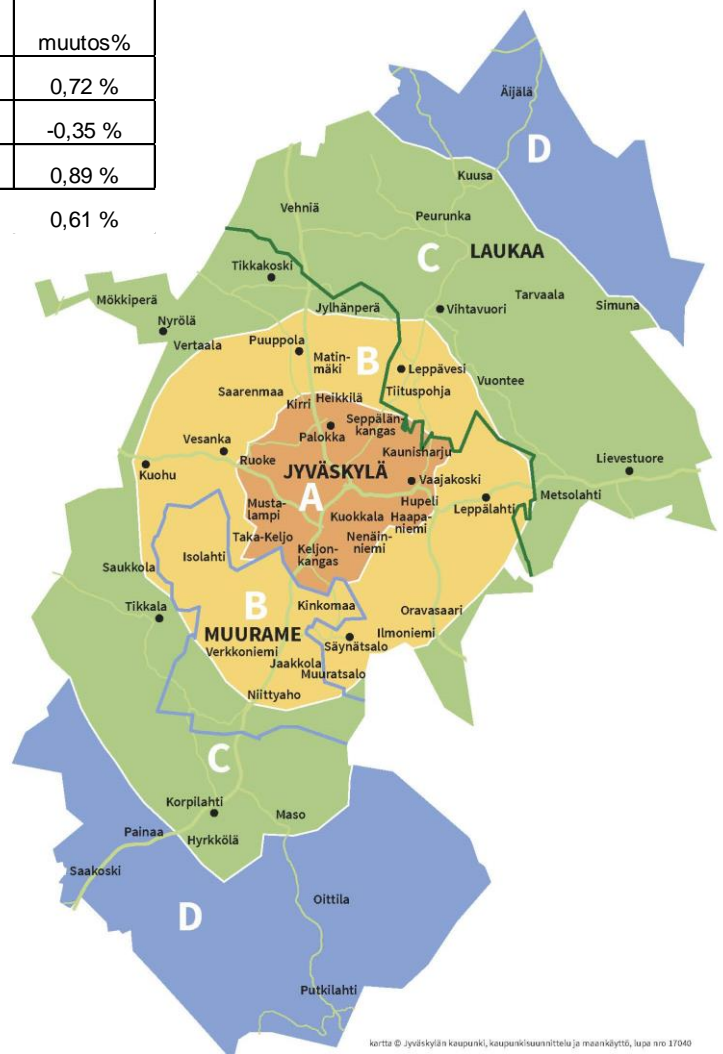 muutos%
0,72 %
-0,35 %
0,89 %
0,61 %
Äijälä
D
Kuusa
Vehniä
Peurunka
C
LAUKAA
Tikkakoski
Tarvaala
Mökkiperä
Jylhänperä
Vihtavuori
Simuna
Nyrölä
Puuppola
Vertaala
Matin-
mäki
B
Leppävesi
Vuontee
Saarenmaa
Tiituspohja
Kirri
Heikkilä
Seppälän-
kangas
Palokka
Vesanka
Kaunisharju
Ruoke
Lievestuore
Kuohu
JYVÄSKYLÄ
Vaajakoski
A
Metsolahti
Musta-
lampi
Hupeli
Leppälahti
Kuokkala
Haapa-
niemi
Taka-Keljo
Nenäin-
niemi
Isolahti
Keljon-
kangas
Saukkola
Kinkomaa
B
Oravasaari
Tikkala
MUURAME
Ilmoniemi
Säynätsalo
Verkkoniemi
Jaakkola
Muuratsalo
Niittyaho
C
Korpilahti
Maso
Painaa
Hyrkkölä
Saakoski
Oittila
D
Putkilahti
kartta © Jyväskylän kaupunki, kaupunkisuunnittelu ja maankäyttö, lupa nro 17040